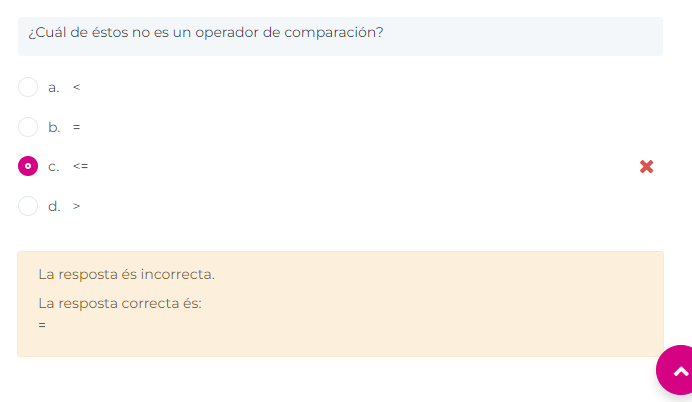 ¿Cuál de éstos no es un operador de comparación?
a. <
b. =
c. <=
d. >
La resposta és incorrecta.
La resposta correcta és:
=